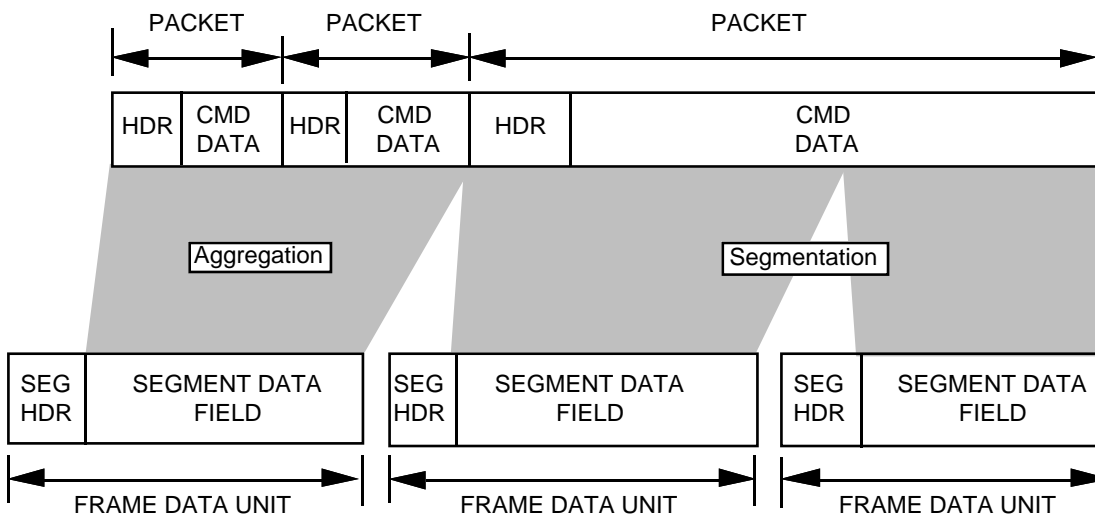 PACKET PACKET PACKET
HDR CMD DATA HDR CMD DATA HDR CMD DATA
Aggregation Segmentation
SEG HDR SEGMENT DATA FIELD SEG HDR SEGMENT DATA FIELD SEG HDR SEGMENT DATA FIELD
FRAME DATA UNIT FRAME DATA UNIT FRAME DATA UNIT